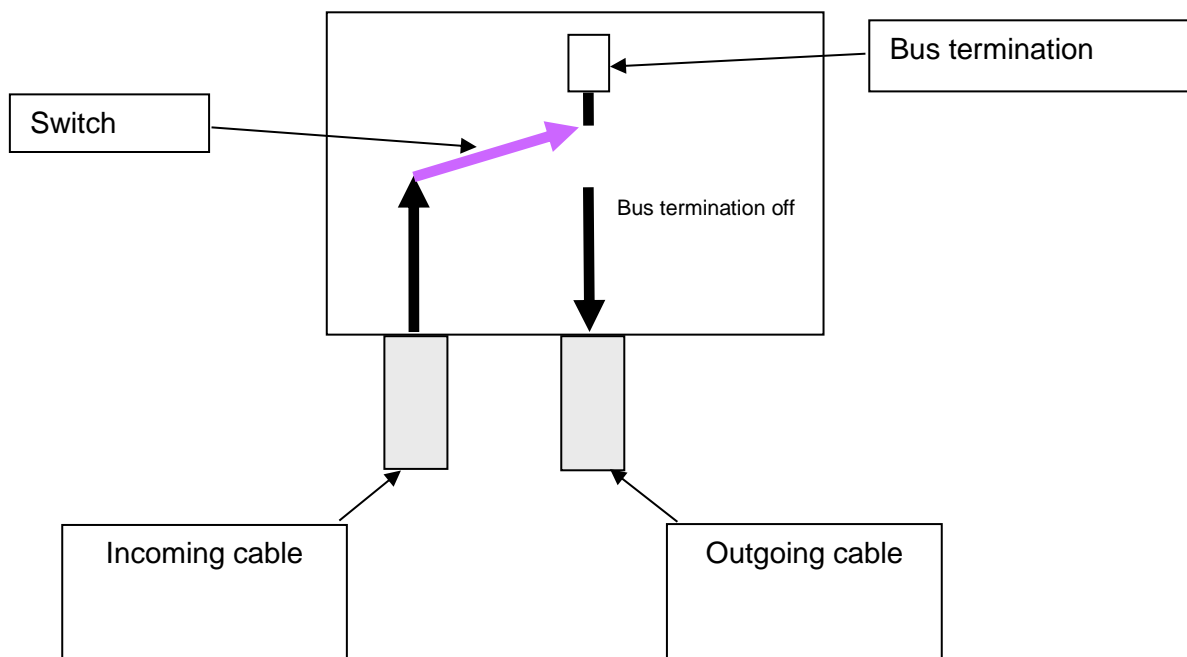 Bus termination
Switch
Bus termination off
Incoming cable
Outgoing cable